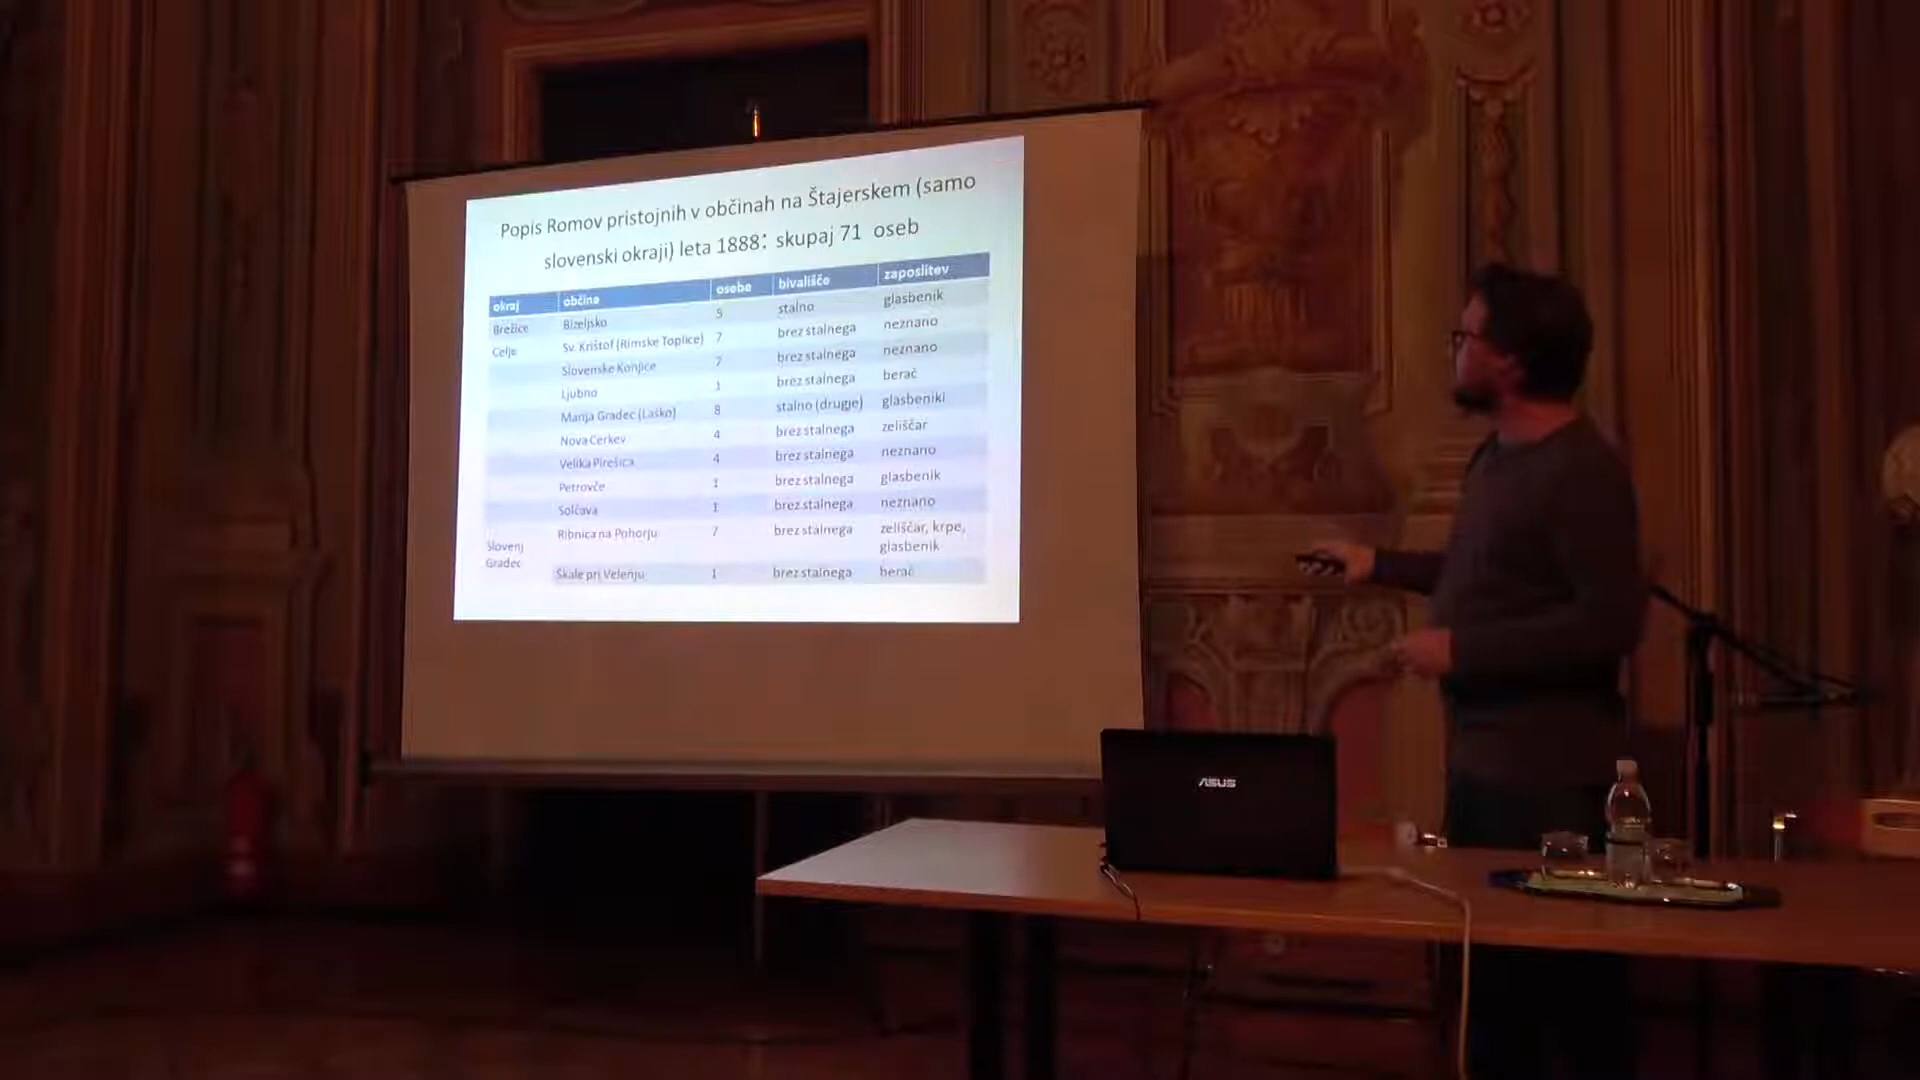 Popis Romov pristojnih v občinah na Štajerskem (samo
slovenski okraji) leta 1888: skupaj 71 oseb
okraj občina osebe bivališče zaposlitev
Brežice Bizeljsko 5 stalno glasbenik
Celje Sv. Krištof (Rimske Toplice) 7 brez stalnega neznano
Slovenske Konjice 7 brez stalnega neznano
Ljubno 1 brez stalnega berač
Marija Gradec (Laško) 8 stalno (drugje) glasbeniki
Nova Cerkev 4 brez stalnega zeliščar
Velika Pirešica 4 brez stalnega neznano
Petrovče 1 brez stalnega glasbenik
Solčava 1 brez stalnega neznano
Slovenj Gradec Ribnica na Pohorju 7 brez stalnega zeliščar, krpe,
glasbenik
Škale pri Velenju 1 brez stalnega berač
ASUS